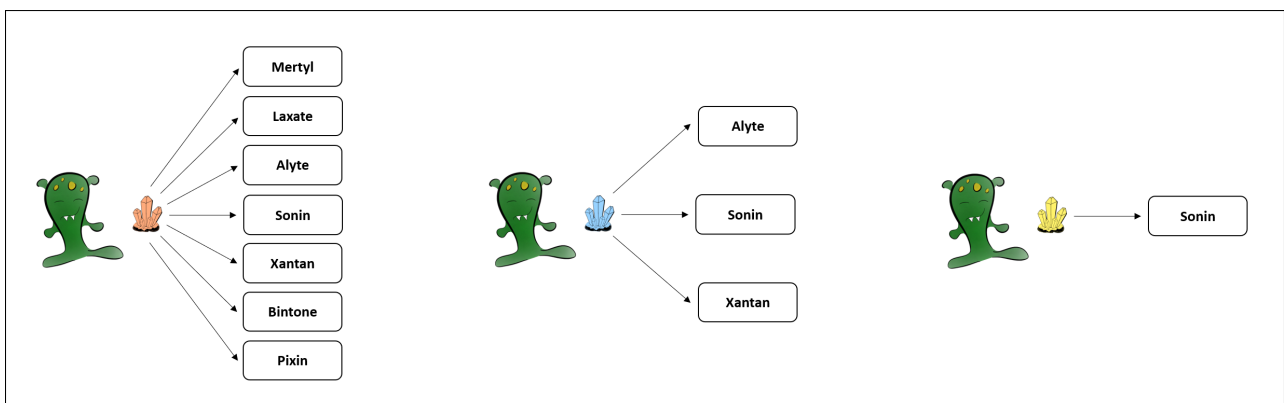 Mertyl
Laxate
Alyte
Sonin
Xantan
Bintone
Pixin
Alyte
Sonin
Xantan
Sonin